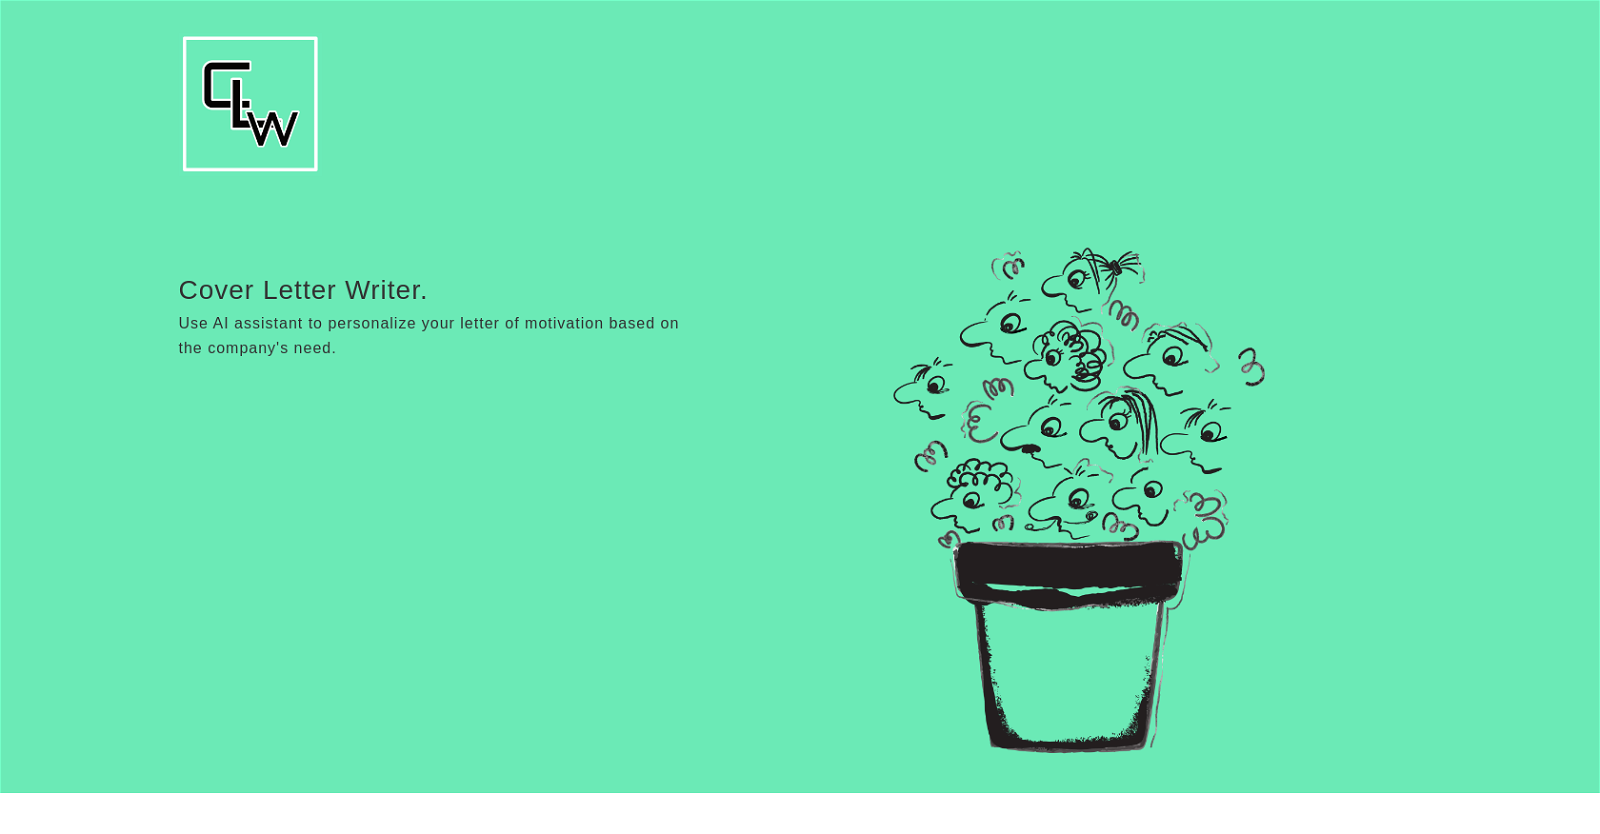 CLW
Cover Letter Writer.
Use AI assistant to personalize your letter of motivation based on
the company's need.